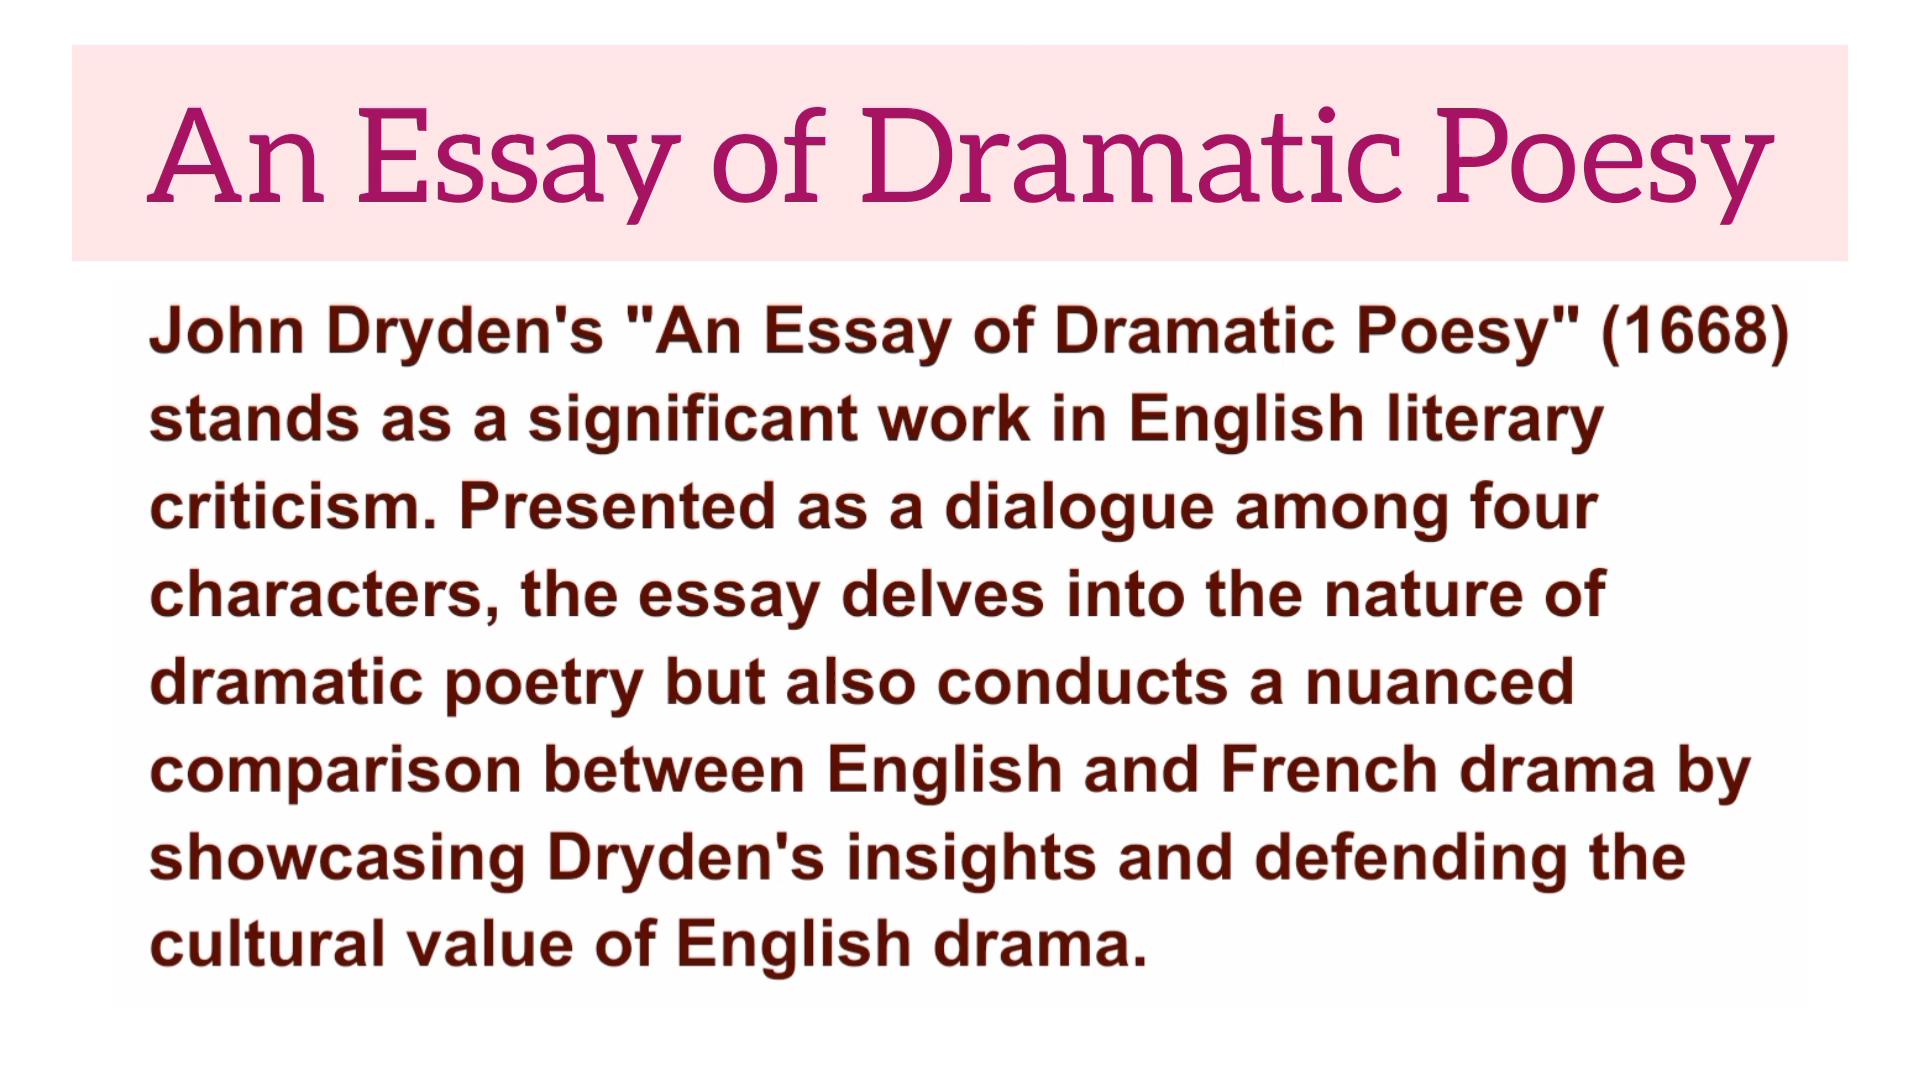 An Essay of Dramatic Poesy
John Dryden's "An Essay of Dramatic Poesy" (1668)
stands as a significant work in English literary
criticism. Presented as a dialogue among four
characters, the essay delves into the nature of
dramatic poetry but also conducts a nuanced
comparison between English and French drama by
showcasing Dryden's insights and defending the
cultural value of English drama.